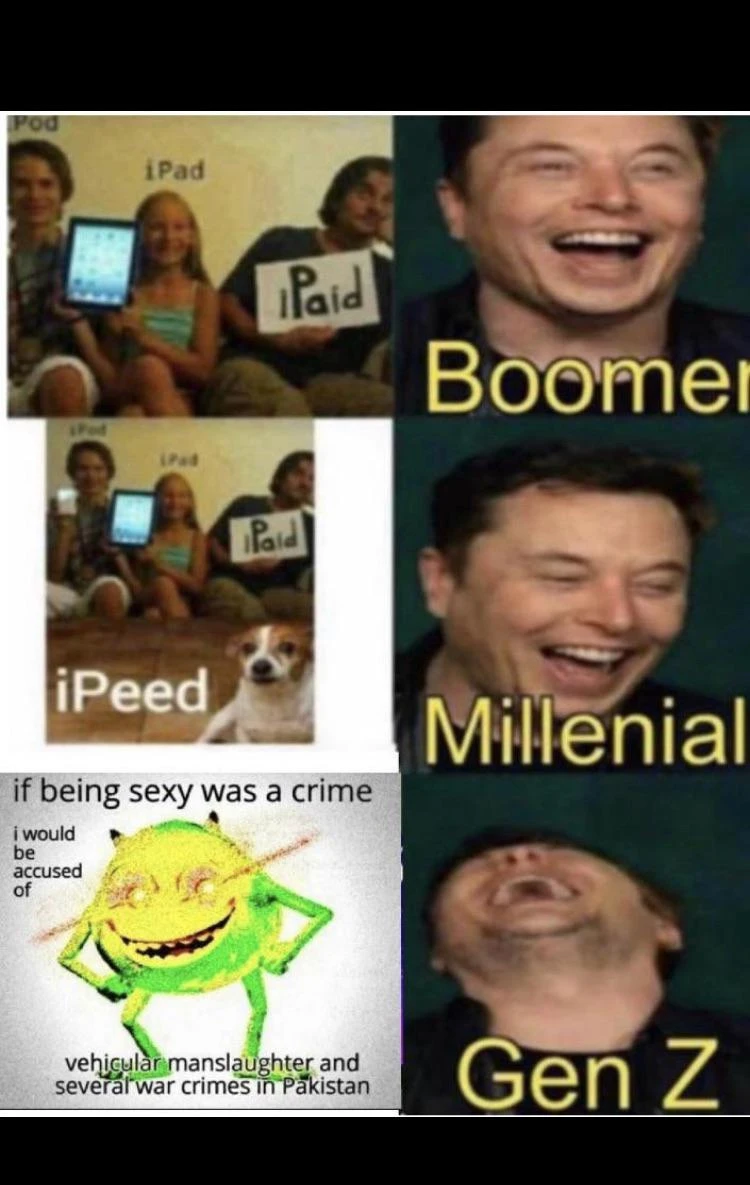 iPod
iPad
iPaid
Boomer
iPod
iPad
iPaid
iPeed
Millenial
if being sexy was a crime
i would
be
accused
of
vehicular manslaughter and
several war crimes in Pakistan
Gen Z